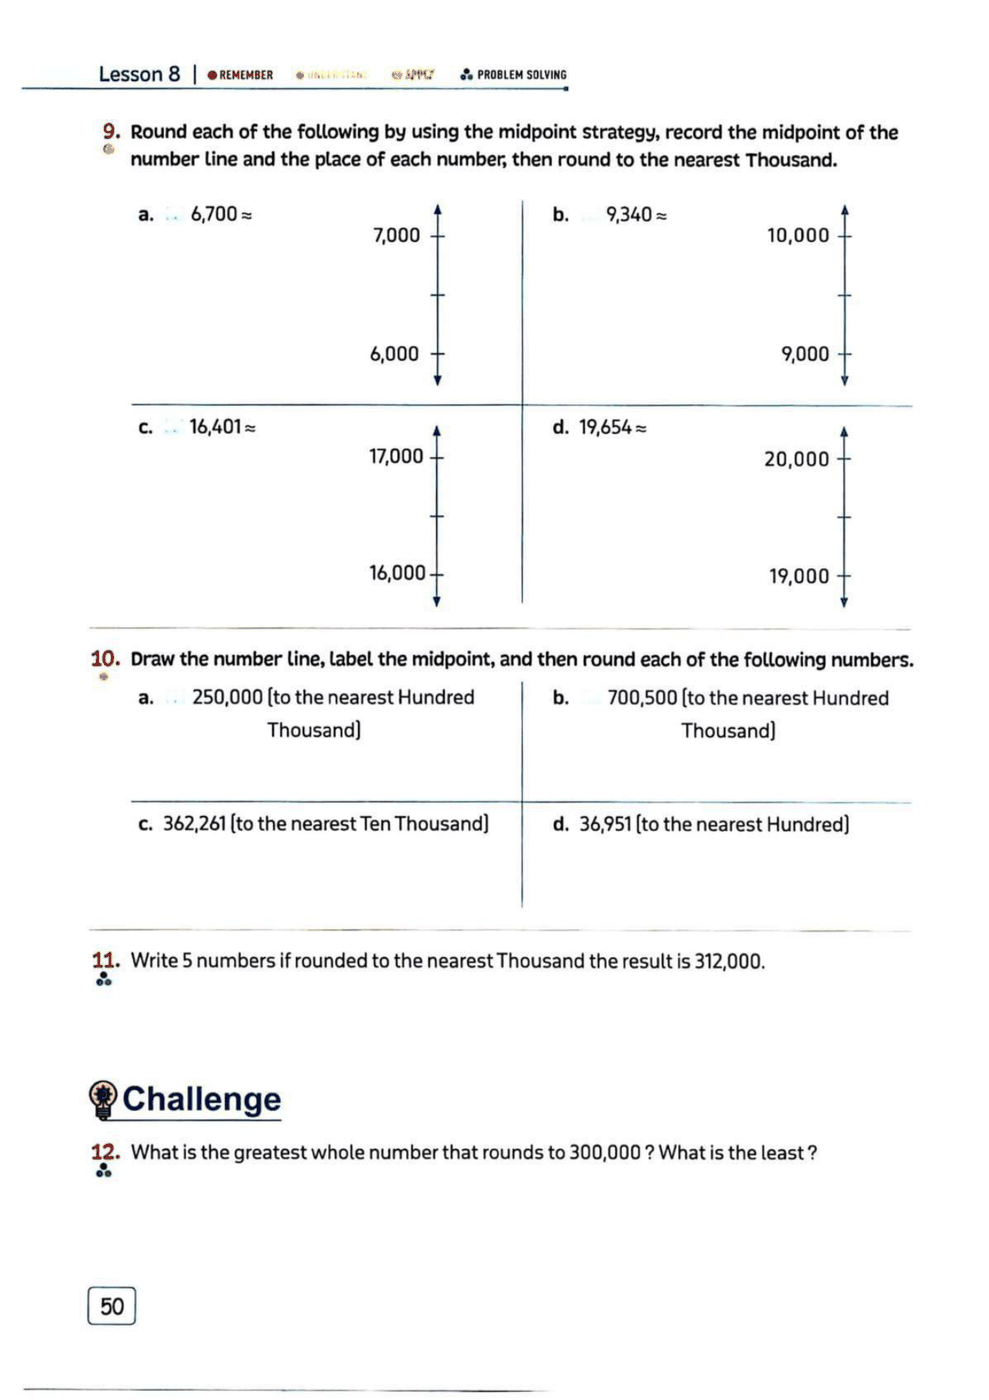 Lesson 8 | REMEMBER UNDERSTAND APPLY PROBLEM SOLVING
9. Round each of the following by using the midpoint strategy, record the midpoint of the
number line and the place of each number, then round to the nearest Thousand.
a. 6,700 ≈
7,000
6,000
b. 9,340 ≈
10,000
9,000
c. 16,401 ≈
17,000
16,000
d. 19,654 ≈
20,000
19,000
10. Draw the number line, label the midpoint, and then round each of the following numbers.
a. 250,000 (to the nearest Hundred
Thousand)
b. 700,500 (to the nearest Hundred
Thousand)
c. 362,261 (to the nearest Ten Thousand)
d. 36,951 (to the nearest Hundred)
11. Write 5 numbers if rounded to the nearest Thousand the result is 312,000.
Challenge
12. What is the greatest whole number that rounds to 300,000 ? What is the least ?
50